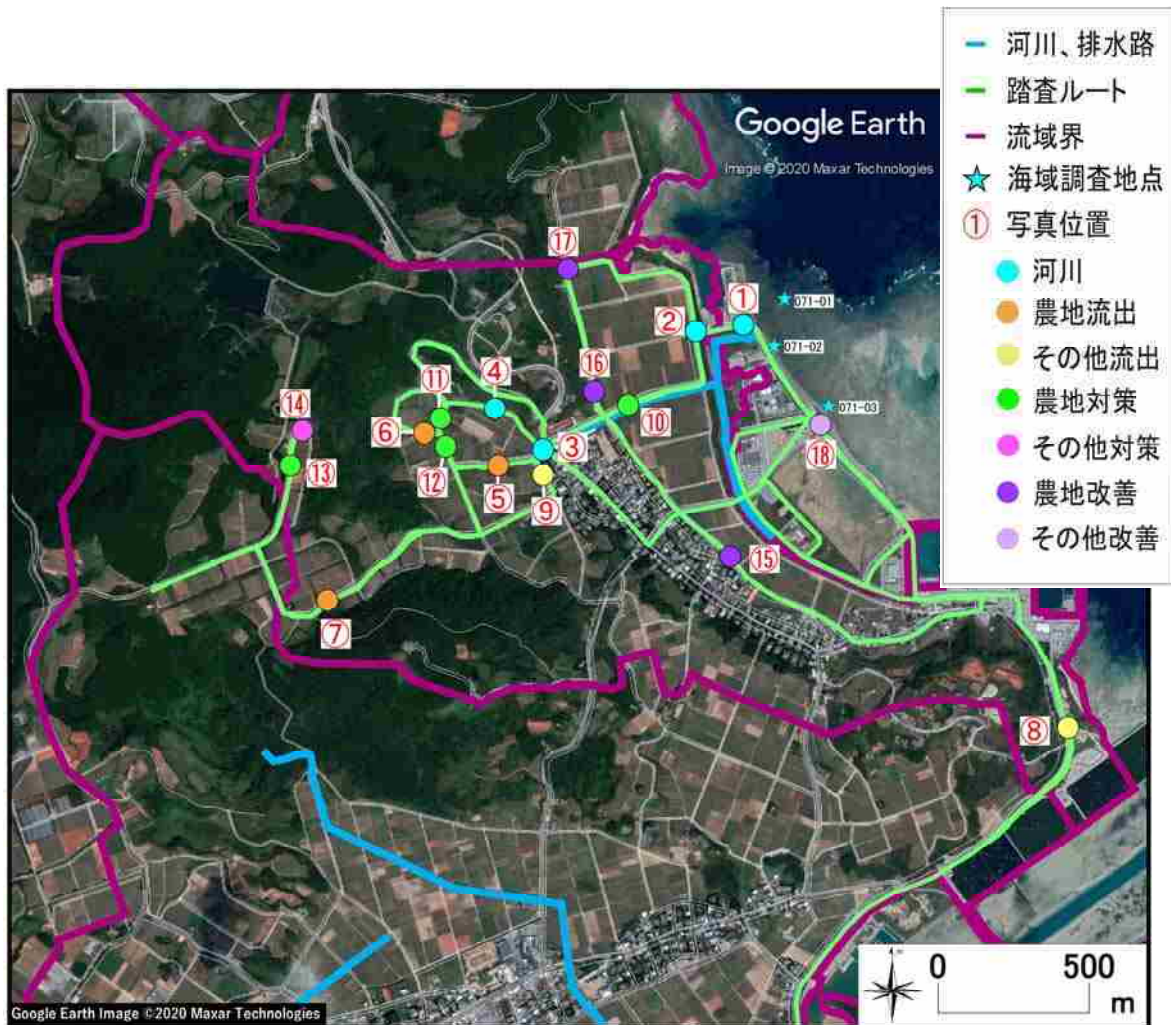 河川、排水路
踏査ルート
流域界
海域調査地点
① 写真位置
河川
農地流出
その他流出
農地対策
その他対策
農地改善
その他改善
Google Earth
Image © 2020 Maxar Technologies
⑰
②
①
071-01
071-02
⑯
④
⑪
071-03
⑭
⑥
⑩
⑱
③
⑬
⑫
⑤
⑨
⑮
⑦
⑧
0 500
m
Google Earth Image ©2020 Maxar Technologies